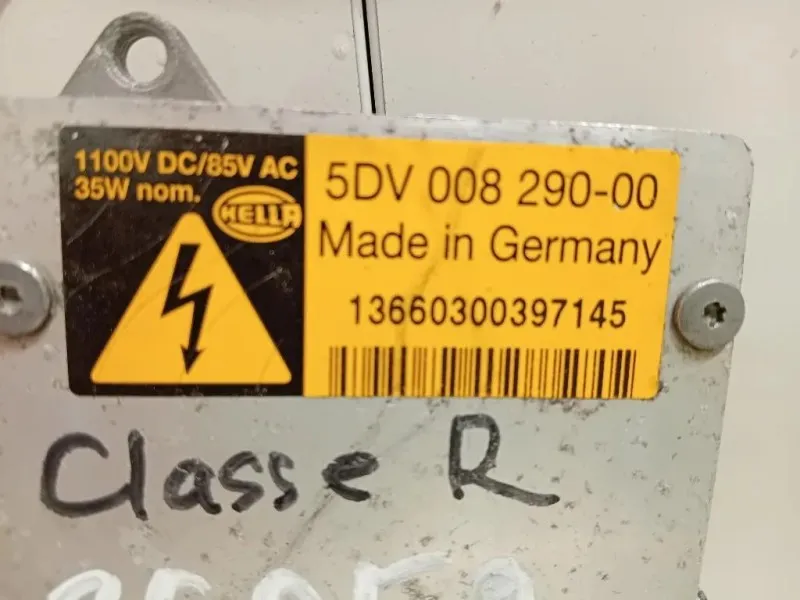 1100V DC/85V AC
35W nom.
HELLA
5DV 008 290-00
Made in Germany
13660300397145
Classe R